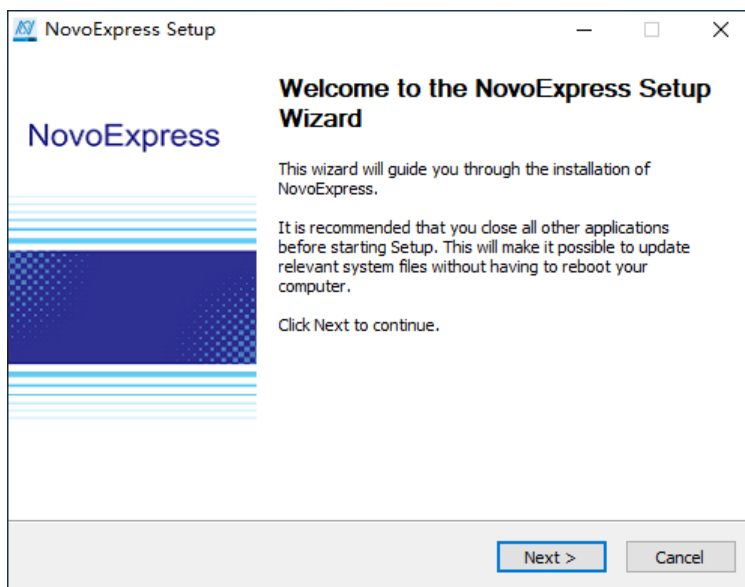 NovoExpress Setup
NovoExpress
Welcome to the NovoExpress Setup
Wizard
This wizard will guide you through the installation of
NovoExpress.
It is recommended that you close all other applications
before starting Setup. This will make it possible to update
relevant system files without having to reboot your
computer.
Click Next to continue.
Next >
Cancel